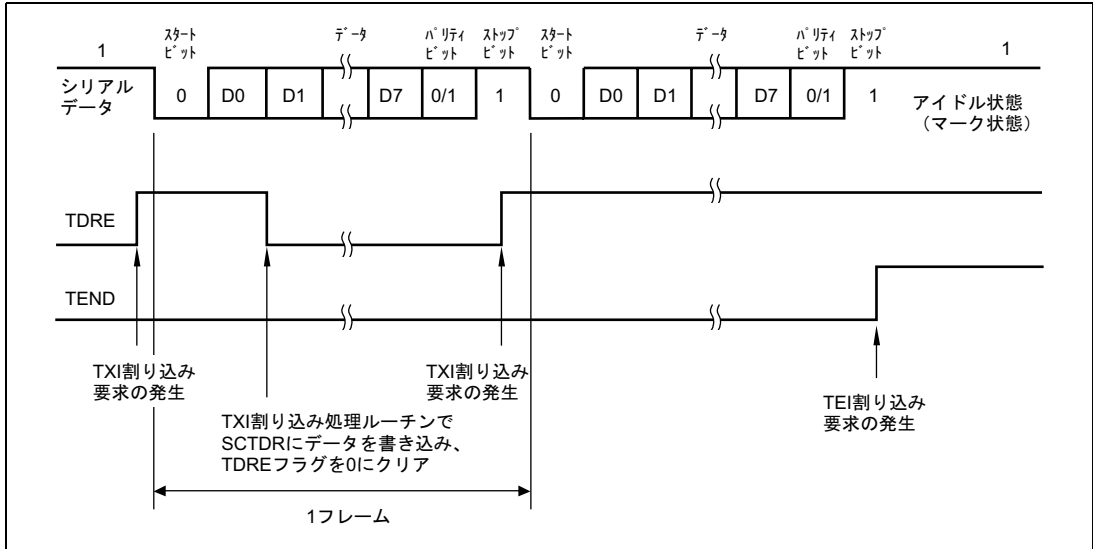 1
スタート
ビット
データ
パリティ
ビット
ストップ
ビット
スタート
ビット
データ
パリティ
ビット
ストップ
ビット
1
シリアル
データ
0 D0 D1 D7 0/1 1 0 D0 D1 D7 0/1 1
アイドル状態
(マーク状態)
TDRE
TEND
TXI割り込み
要求の発生
TXI割り込み処理ルーチンで
SCTDRにデータを書き込み、
TDREフラグを0にクリア
TXI割り込み
要求の発生
TEI割り込み
要求の発生
1フレーム